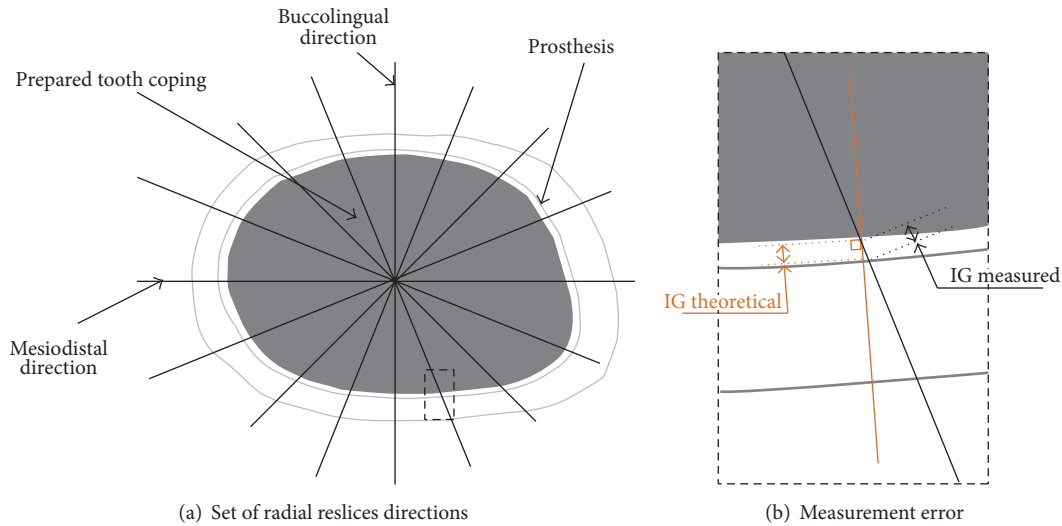 Buccolingual
direction
Prosthesis
Prepared tooth coping
Mesiodistal
direction
(a) Set of radial reslices directions
IG measured
IG theoretical
(b) Measurement error